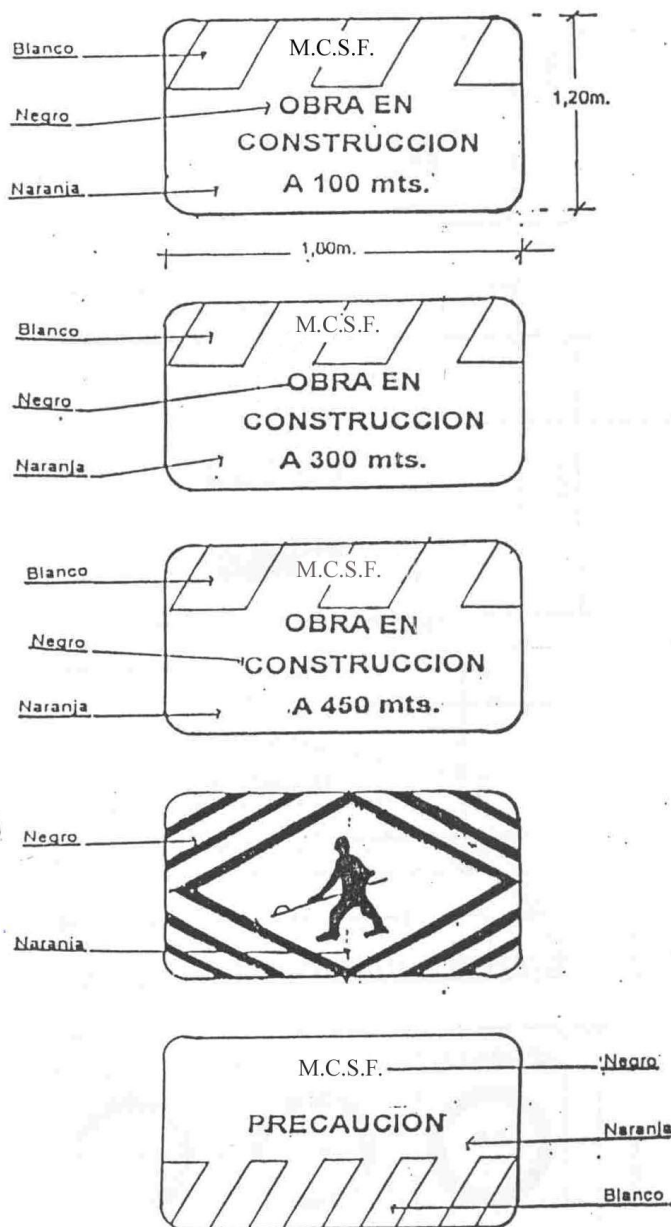 Blanco
M.C.S.F.
Negro
OBRA EN
1,20m.
CONSTRUCCION
Naranja
A 100 mts.
1,00m.
Blanco
M.C.S.F.
Negro
OBRA EN
CONSTRUCCION
Naranja
A 300 mts.
Blanco
M.C.S.F.
OBRA EN
Negro
CONSTRUCCION
Naranja
A 450 mts.
Negro
Naranja
M.C.S.F.
Negro
PRECAUCION
Naranja
Blanco